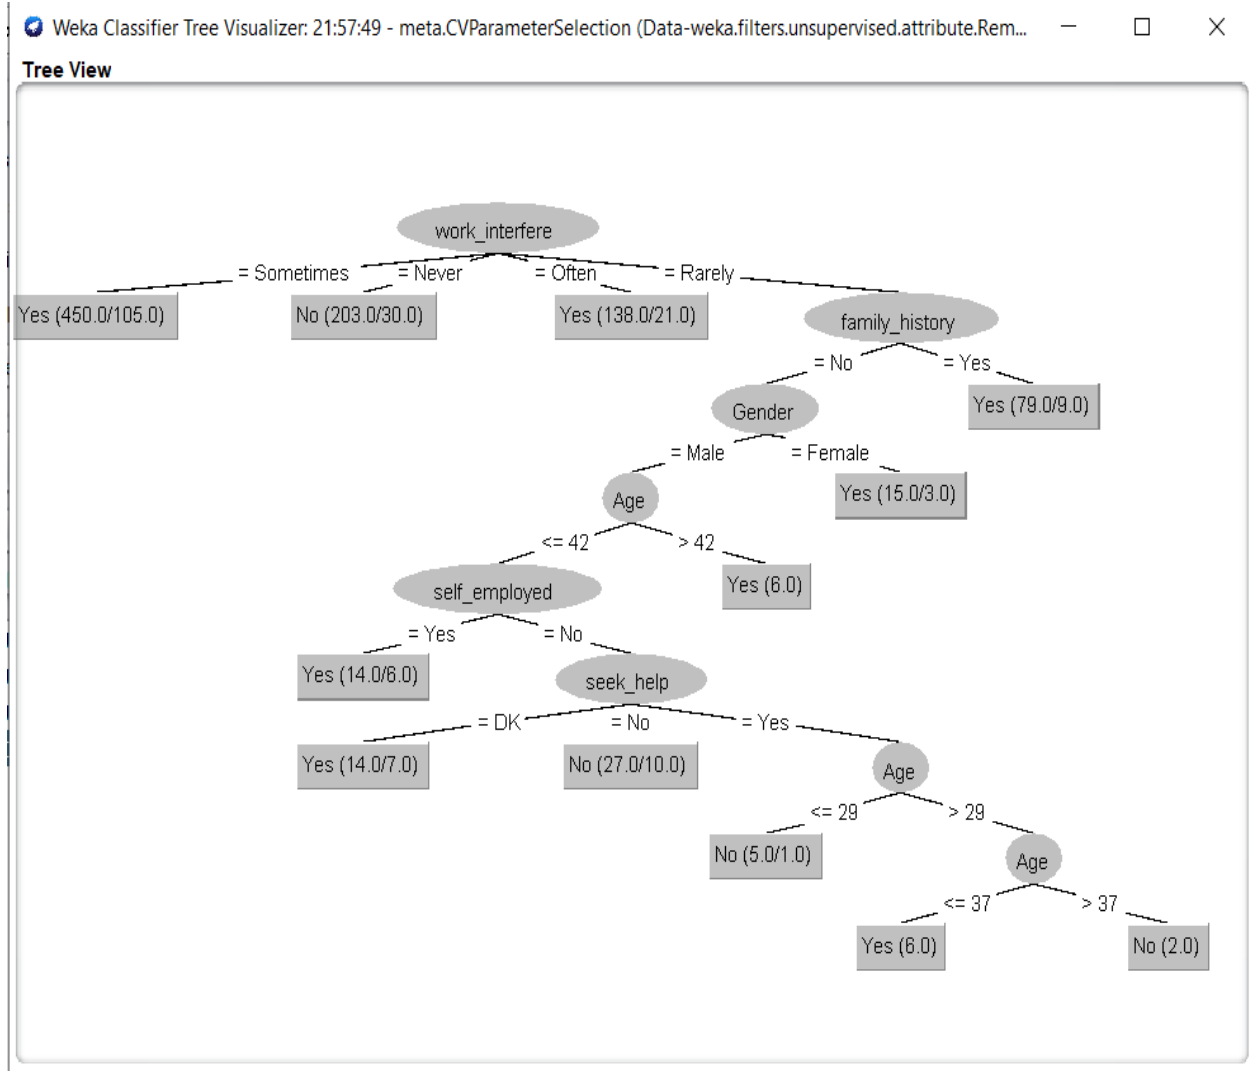 Weka Classifier Tree Visualizer: 21:57:49 - meta.CVParameterSelection (Data-weka.filters.unsupervised.attribute.Rem...
Tree View
work_interfere
= Sometimes = Never = Often = Rarely
Yes (450.0/105.0) No (203.0/30.0) Yes (138.0/21.0) family_history
= No = Yes
Gender Yes (79.0/9.0)
= Male = Female
Age Yes (15.0/3.0)
<= 42 > 42
self_employed Yes (6.0)
= Yes = No
Yes (14.0/6.0) seek_help
= DK = No = Yes
Yes (14.0/7.0) No (27.0/10.0) Age
<= 29 > 29
No (5.0/1.0) Age
<= 37 > 37
Yes (6.0) No (2.0)